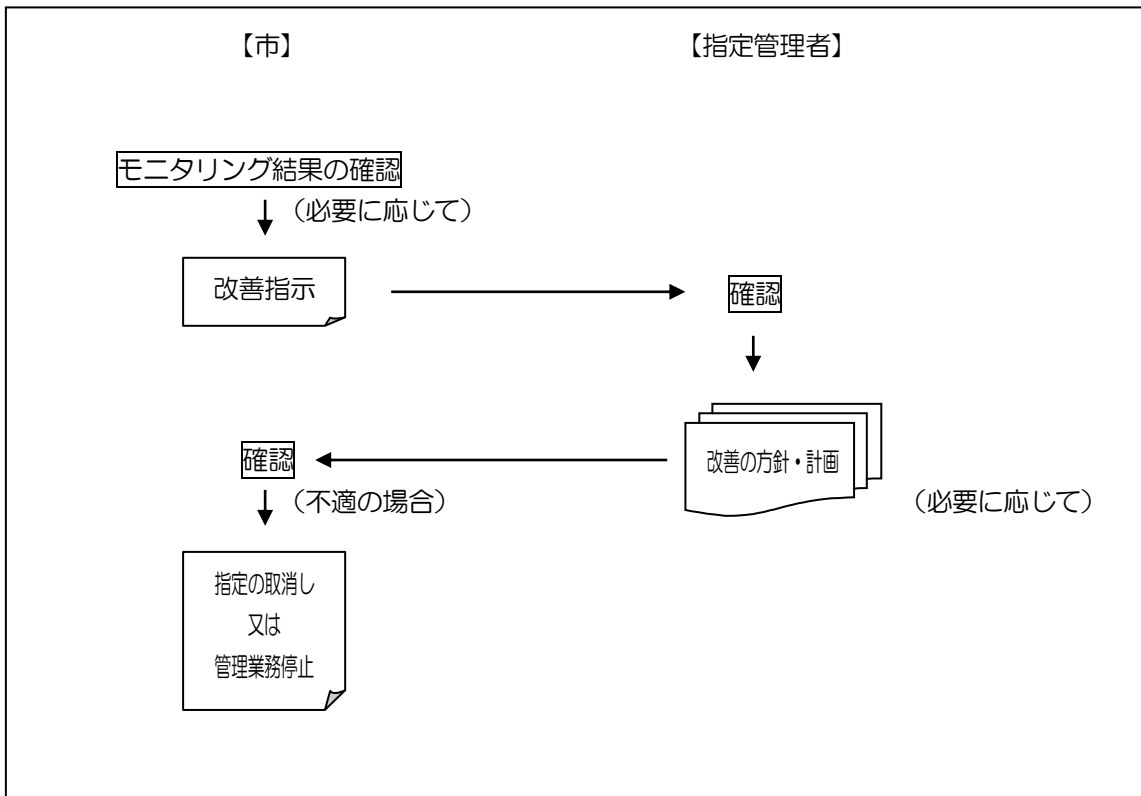 【市】
【指定管理者】
モニタリング結果の確認
（必要に応じて）
改善指示
確認
改善の方針・計画
確認
（不適の場合）
（必要に応じて）
指定の取消し
又は
管理業務停止